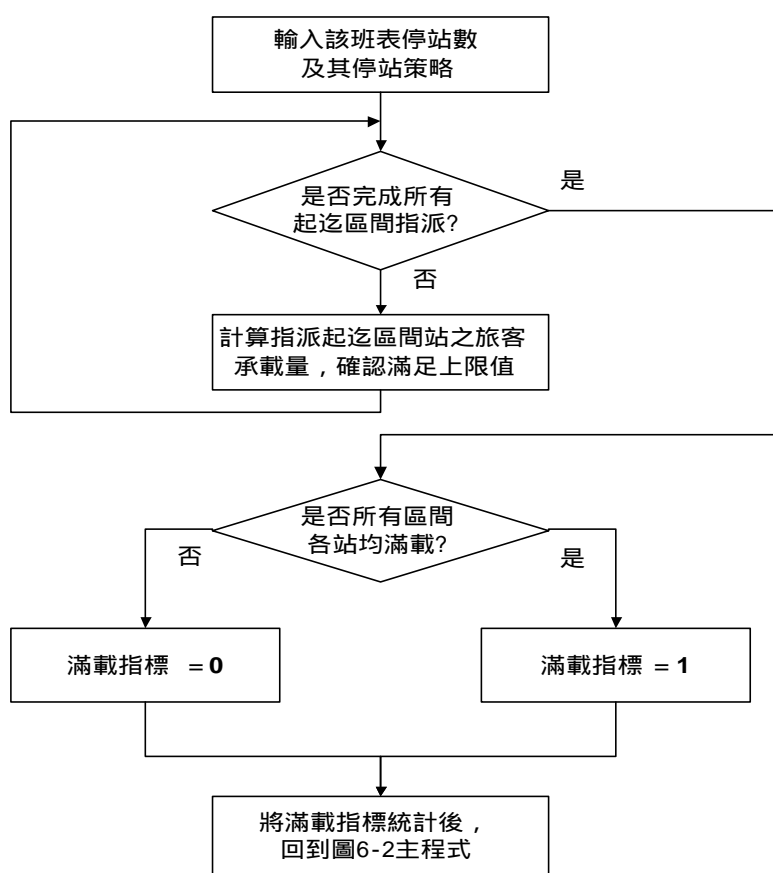 輸入該班表停站數
及其停站策略
是否完成所有
起迄區間指派?
是
否
計算指派起迄區間站之旅客
承載量，確認滿足上限值
是否所有區間
各站均滿載?
否
是
滿載指標 =0
滿載指標 = 1
將滿載指標統計後，
回到圖6-2主程式